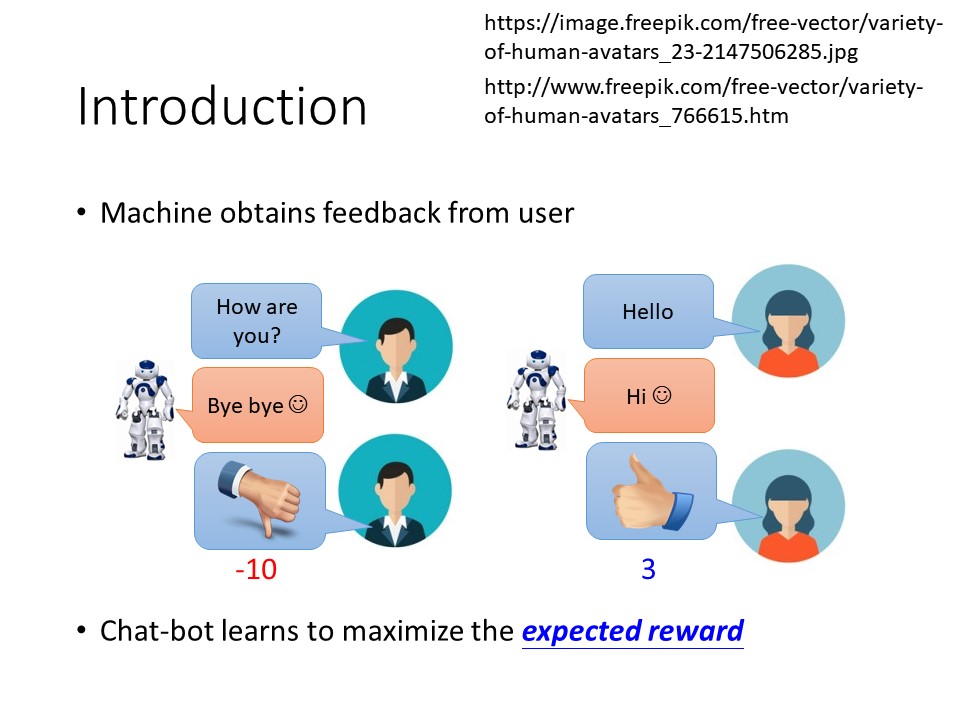 https://image.freepik.com/free-vector/variety-
of-human-avatars_23-2147506285.jpg
http://www.freepik.com/free-vector/variety-
of-human-avatars_766615.htm
Introduction
• Machine obtains feedback from user
How are
you?
Bye bye ☺
-10
Hello
Hi ☺
3
• Chat-bot learns to maximize the expected reward